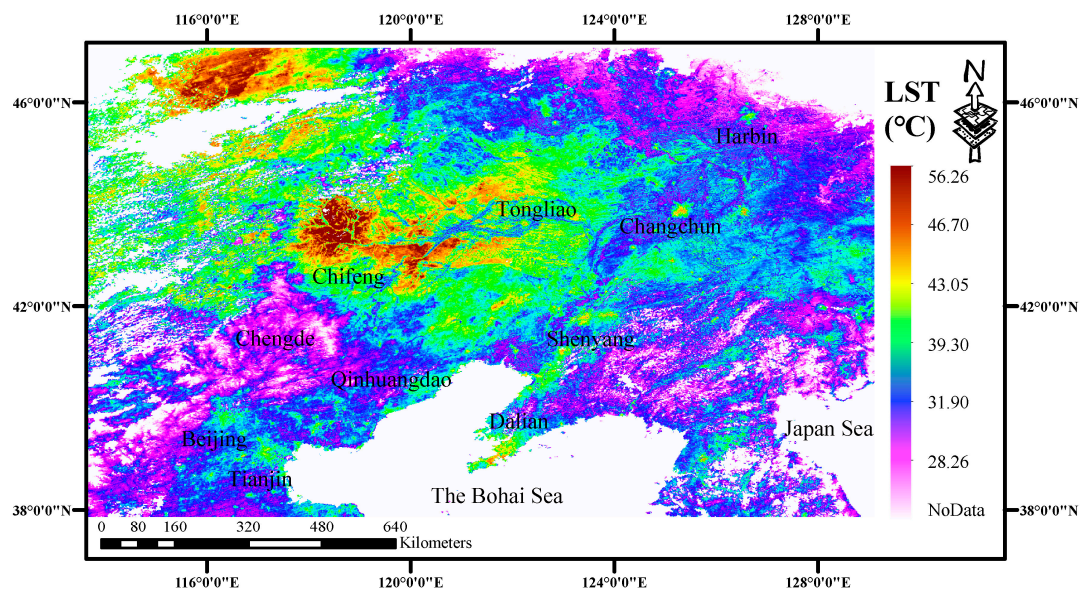 116°0'0"E 120°0'0"E 124°0'0"E 128°0'0"E
N
46°0'0"N
46°0'0"N
LST
(°C)
Harbin
56.26
Tongliao
46.70
Changchun
Chifeng
43.05
42°0'0"N
42°0'0"N
Chengde
Shenyang
39.30
Qinhuangdao
31.90
Dalian
Japan Sea
Beijing
28.26
Tianjin
The Bohai Sea
NoData
38°0'0"N
38°0'0"N
0 80 160 320 480 640
Kilometers
116°0'0"E 120°0'0"E 124°0'0"E 128°0'0"E